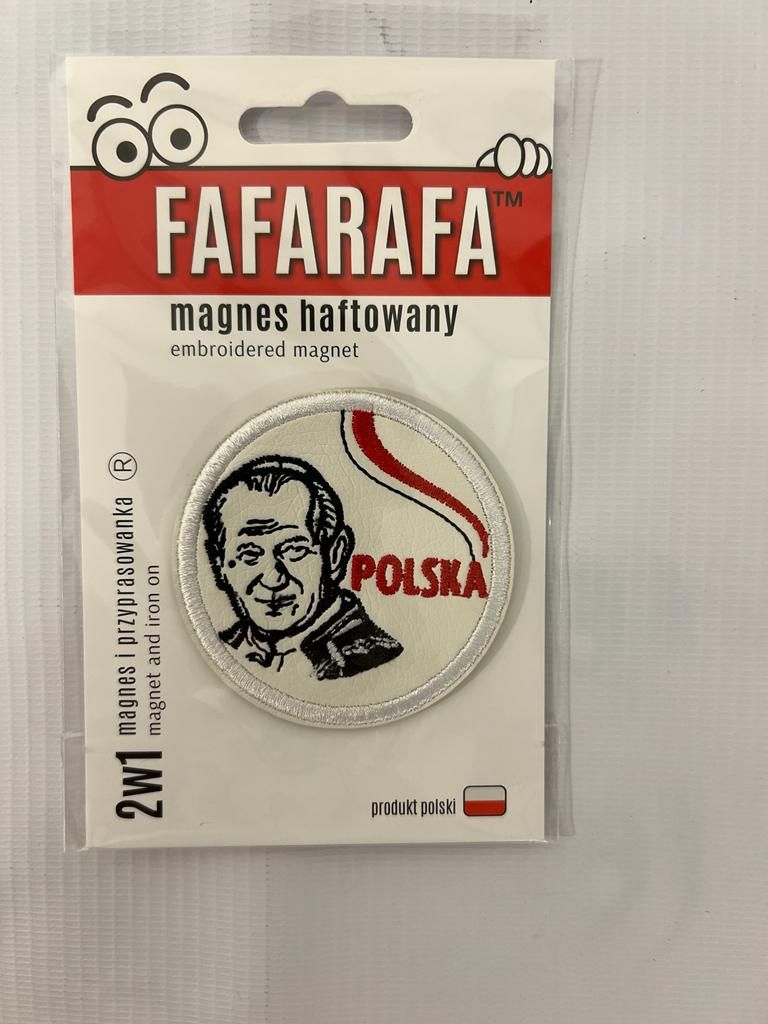 FAFARAFA™
magnes haftowany
embroidered magnet
POLSKA
2w1 magnes i przyprasowanka ®
magnet and iron on
produkt polski